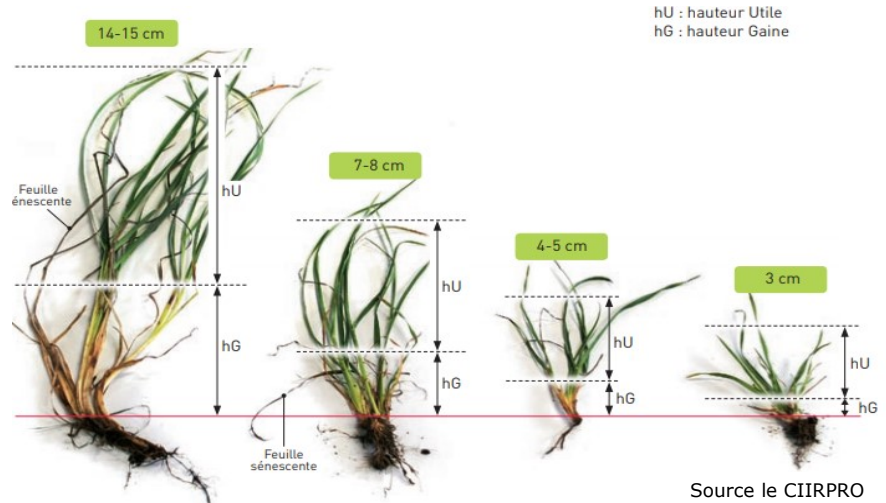 hU : hauteur Utile
hG : hauteur Gaine
14-15 cm
7-8 cm
4-5 cm
3 cm
Feuille
énescente
hU
hG
hU
hG
hU
hG
hU
hG
Feuille
sénescente
Source le CIIRPRO